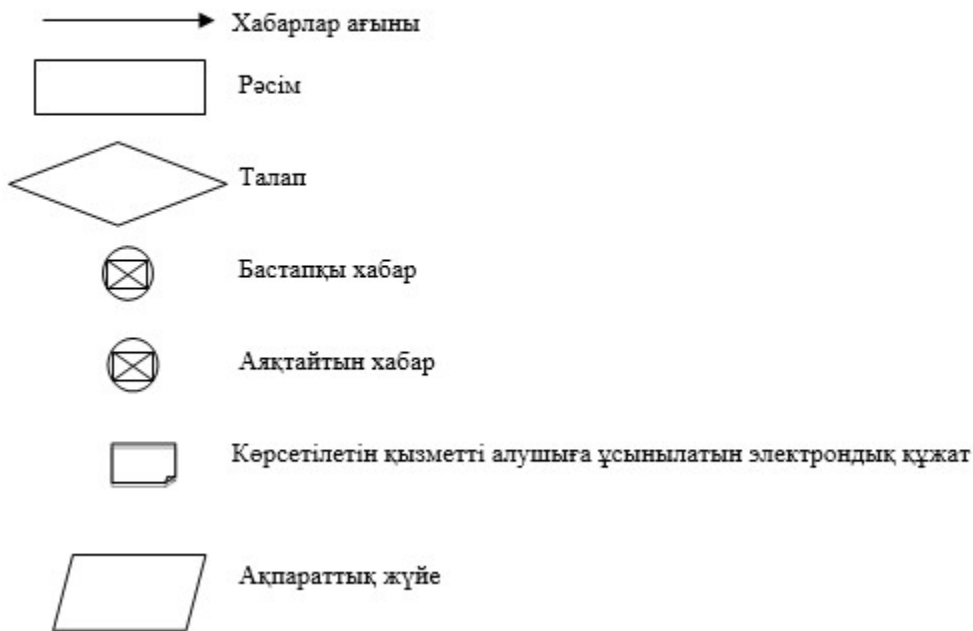 Хабарлар ағыны
Рәсім
Талап
Бастапқы хабар
Аяқтайтын хабар
Көрсетілетін қызметті алушыға ұсынылатын электрондық құжат
Ақпараттық жүйе